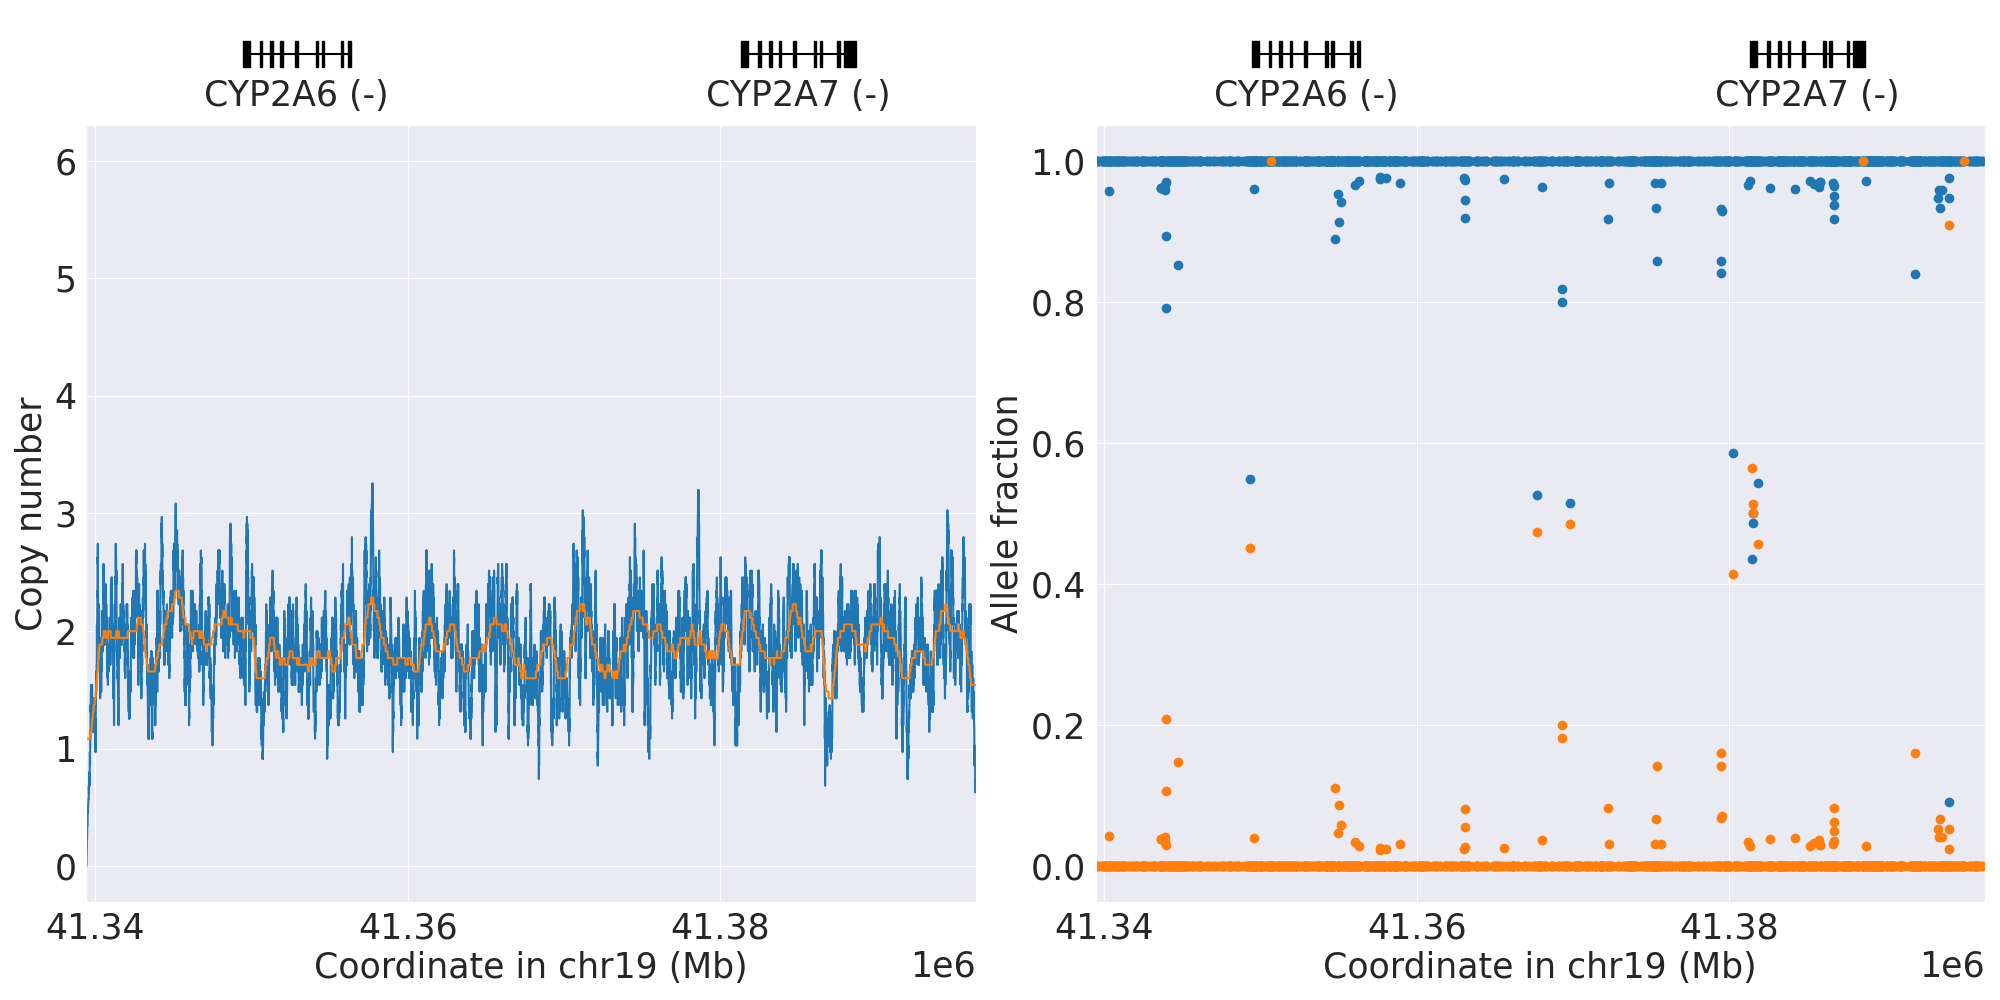 CYP2A6 (-) CYP2A7 (-)
CYP2A6 (-) CYP2A7 (-)
Copy number
6
5
4
3
2
1
0
41.34 41.36 41.38
Coordinate in chr19 (Mb) 1e6
Allele fraction
1.0
0.8
0.6
0.4
0.2
0.0
41.34 41.36 41.38
Coordinate in chr19 (Mb) 1e6